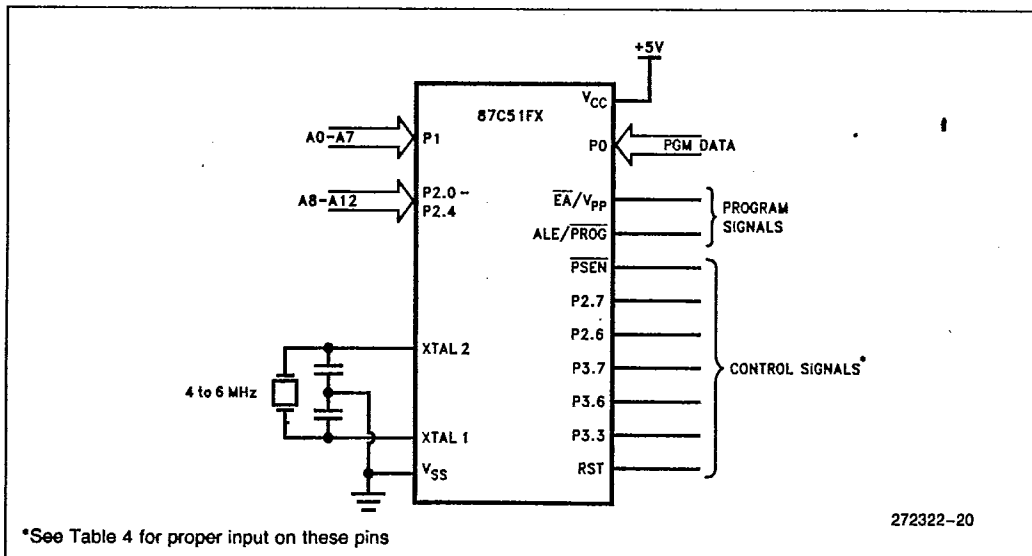 +5V
87C51FX
VCC
A0-A7
P1
P0
PGM DATA
A8-A12
P2.0-
P2.4
EA/VPP
ALE/PROG
PROGRAM
SIGNALS
PSEN
P2.7
P2.6
P3.7
P3.6
P3.3
RST
CONTROL SIGNALS*
XTAL 2
4 to 6 MHz
XTAL 1
VSS
272322-20
*See Table 4 for proper input on these pins